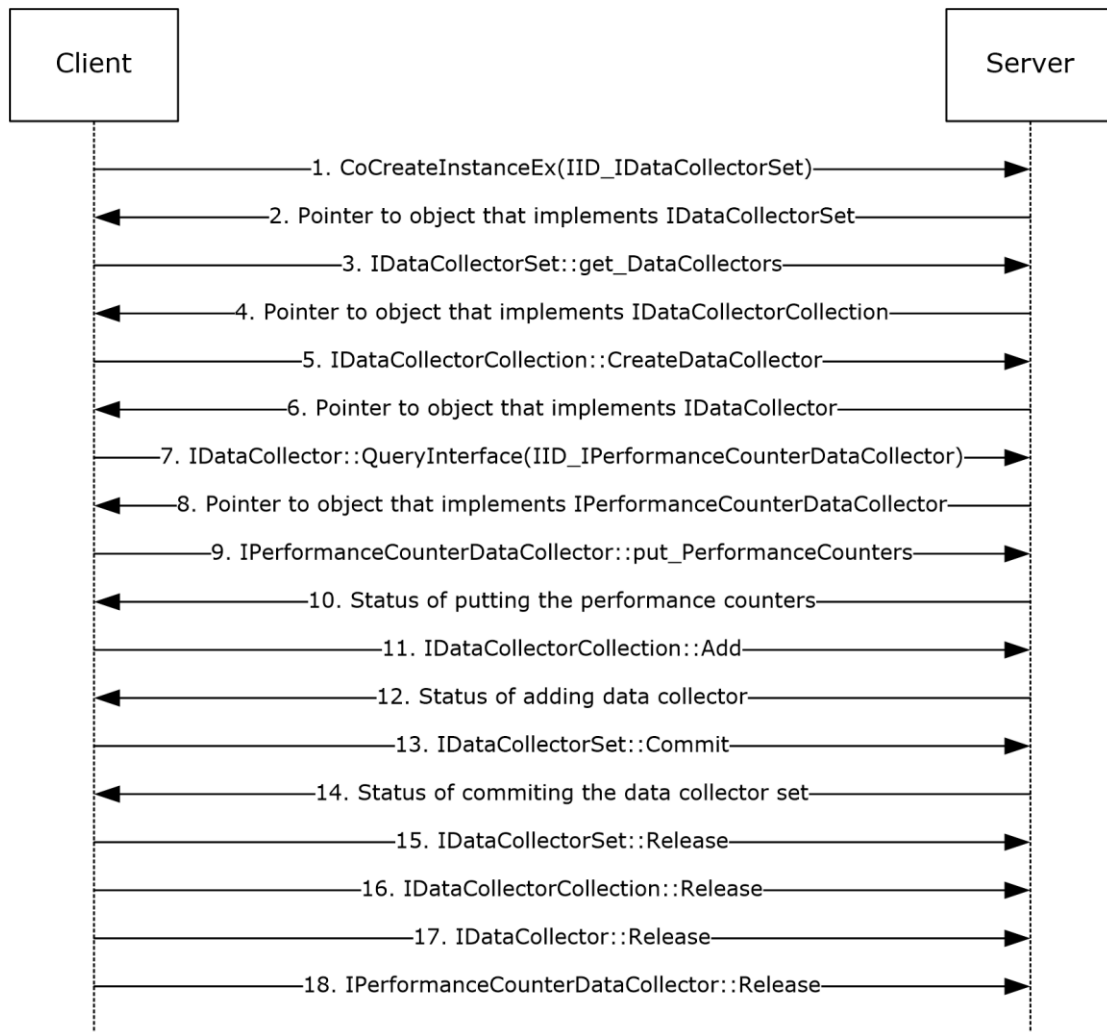 Client
Server
1. CoCreateInstanceEx(IID_IDataCollectorSet)
2. Pointer to object that implements IDataCollectorSet
3. IDataCollectorSet::get_DataCollectors
4. Pointer to object that implements IDataCollectorCollection
5. IDataCollectorCollection::CreateDataCollector
6. Pointer to object that implements IDataCollector
7. IDataCollector::QueryInterface(IID_IPerformanceCounterDataCollector)
8. Pointer to object that implements IPerformanceCounterDataCollector
9. IPerformanceCounterDataCollector::put_PerformanceCounters
10. Status of putting the performance counters
11. IDataCollectorCollection::Add
12. Status of adding data collector
13. IDataCollectorSet::Commit
14. Status of commiting the data collector set
15. IDataCollectorSet::Release
16. IDataCollectorCollection::Release
17. IDataCollector::Release
18. IPerformanceCounterDataCollector::Release